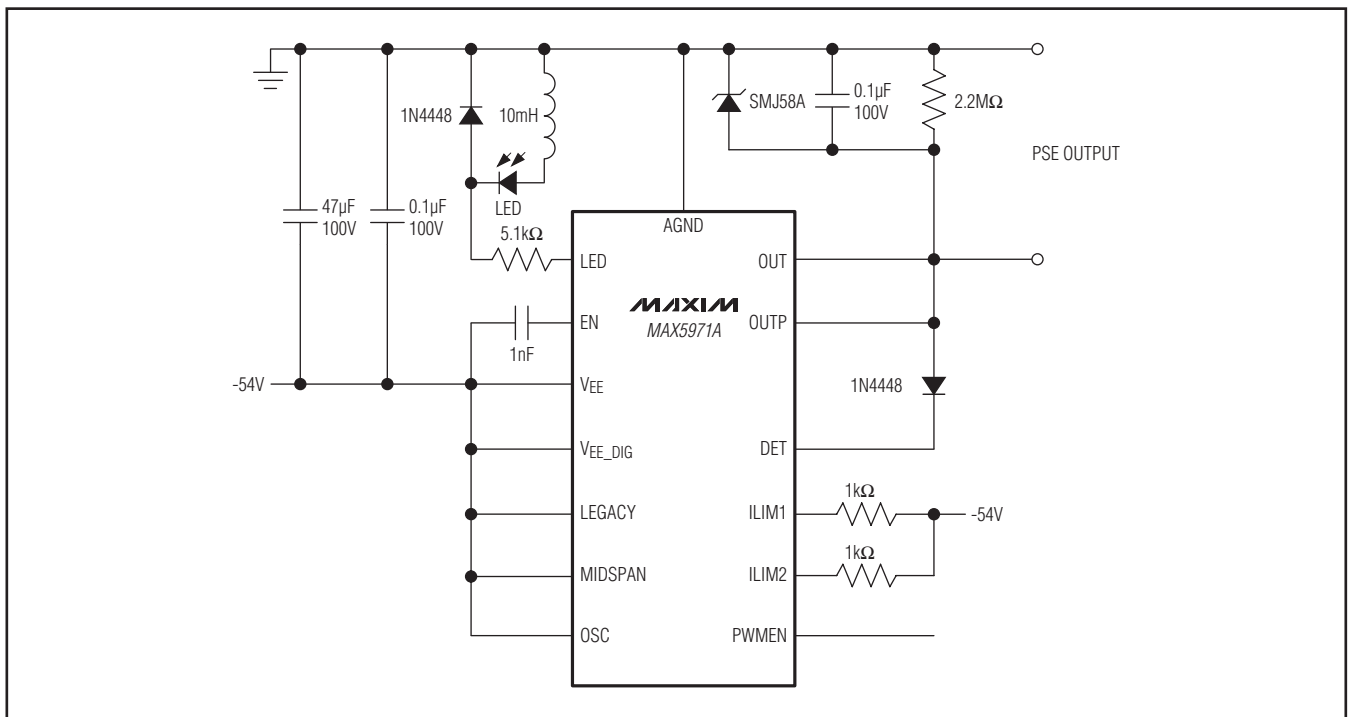 1N4448
10mH
SMJ58A
0.1µF
100V
2.2MΩ
PSE OUTPUT
47µF
100V
0.1µF
100V
LED
5.1kΩ
AGND
LED
OUT
MAXIM
MAX5971A
EN
OUTP
1nF
-54V
VEE
1N4448
VEE_DIG
DET
LEGACY
ILIM1
1kΩ
-54V
MIDSPAN
ILIM2
1kΩ
OSC
PWMEN